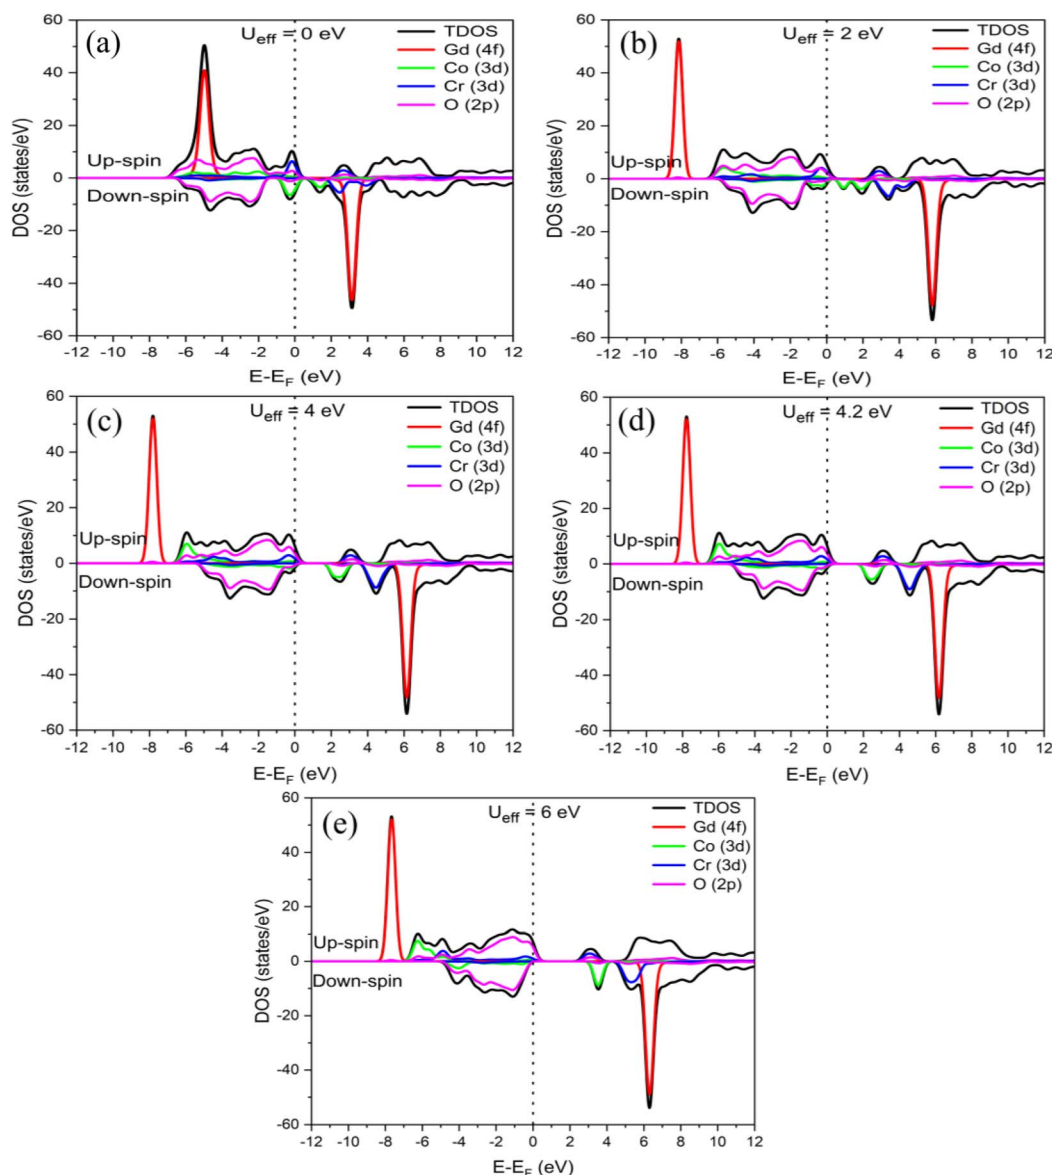 (a)
U_eff = 0 eV
TDOS
Gd (4f)
Co (3d)
Cr (3d)
O (2p)
Up-spin
Down-spin
DOS (states/eV)
60
40
20
0
-20
-40
-60
-12 -10 -8 -6 -4 -2 0 2 4 6 8 10 12
E-E_F (eV)
(b)
U_eff = 2 eV
TDOS
Gd (4f)
Co (3d)
Cr (3d)
O (2p)
Up-spin
Down-spin
DOS (states/eV)
60
40
20
0
-20
-40
-60
-12 -10 -8 -6 -4 -2 0 2 4 6 8 10 12
E-E_F (eV)
(c)
U_eff = 4 eV
TDOS
Gd (4f)
Co (3d)
Cr (3d)
O (2p)
Up-spin
Down-spin
DOS (states/eV)
60
40
20
0
-20
-40
-60
-12 -10 -8 -6 -4 -2 0 2 4 6 8 10 12
E-E_F (eV)
(d)
U_eff = 4.2 eV
TDOS
Gd (4f)
Co (3d)
Cr (3d)
O (2p)
Up-spin
Down-spin
DOS (states/eV)
60
40
20
0
-20
-40
-60
-12 -10 -8 -6 -4 -2 0 2 4 6 8 10 12
E-E_F (eV)
(e)
U_eff = 6 eV
TDOS
Gd (4f)
Co (3d)
Cr (3d)
O (2p)
Up-spin
Down-spin
DOS (states/eV)
60
40
20
0
-20
-40
-60
-12 -10 -8 -6 -4 -2 0 2 4 6 8 10 12
E-E_F (eV)